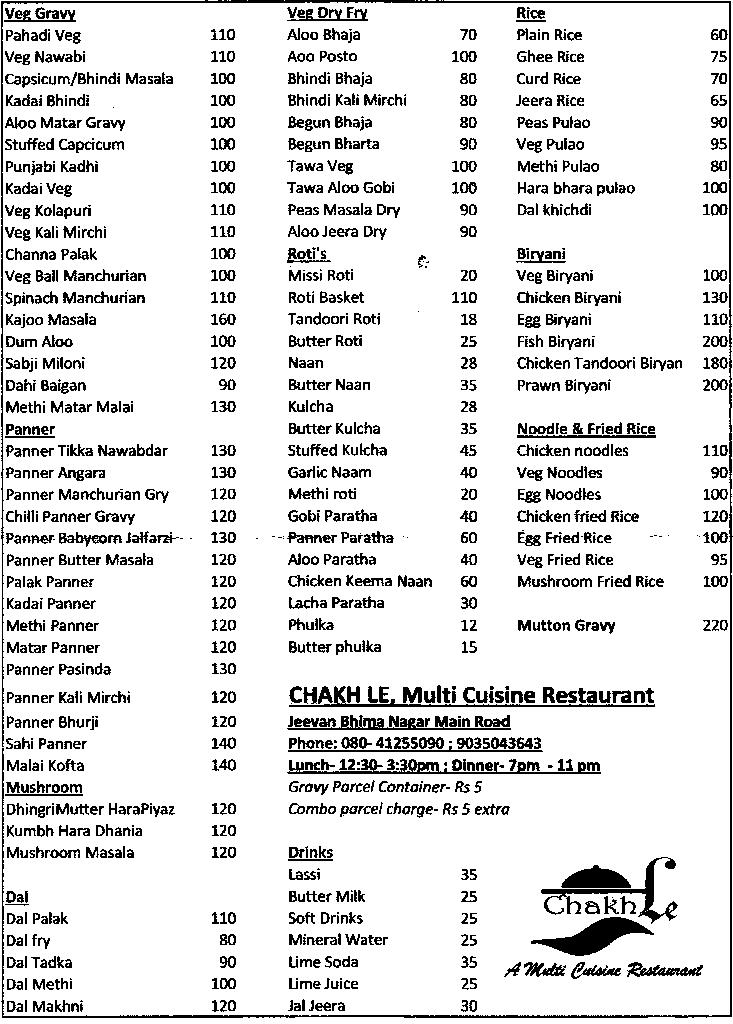 Veg Gravy
Pahadi Veg 110
Veg Nawabi 110
Capsicum/Bhindi Masala 100
Kadai Bhindi 100
Aloo Matar Gravy 100
Stuffed Capcicum 100
Punjabi Kadhi 100
Kadai Veg 100
Veg Kolapuri 110
Veg Kali Mirchi 110
Channa Palak 100
Veg Ball Manchurian 100
Spinach Manchurian 110
Kajoo Masala 160
Dum Aloo 100
Sabji Miloni 120
Dahi Baigan 90
Methi Matar Malai 130
Panner
Panner Tikka Nawabdar 130
Panner Angara 130
Panner Manchurian Gry 120
Chilli Panner Gravy 120
Panner Babycorn Jalfarzi 130
Panner Butter Masala 120
Palak Panner 120
Kadai Panner 120
Methi Panner 120
Matar Panner 120
Panner Pasinda 130
Panner Kali Mirchi 120
Panner Bhurji 120
Sahi Panner 140
Malai Kofta 140
Mushroom
DhingriMutter HaraPiyaz 120
Kumbh Hara Dhania 120
Mushroom Masala 120
Dal
Dal Palak 110
Dal fry 80
Dal Tadka 90
Dal Methi 100
Dal Makhni 120
Veg Dry Fry
Aloo Bhaja 70
Aoo Posto 100
Bhindi Bhaja 80
Bhindi Kali Mirchi 80
Begun Bhaja 80
Begun Bharta 90
Tawa Veg 100
Tawa Aloo Gobi 100
Peas Masala Dry 90
Aloo Jeera Dry 90
Roti's
Missi Roti 20
Roti Basket 110
Tandoori Roti 18
Butter Roti 25
Naan 28
Butter Naan 35
Kulcha 28
Butter Kulcha 35
Stuffed Kulcha 45
Garlic Naam 40
Methi roti 20
Gobi Paratha 40
Panner Paratha 60
Aloo Paratha 40
Chicken Keema Naan 60
Lacha Paratha 30
Phulka 12
Butter phulka 15
Rice
Plain Rice 60
Ghee Rice 75
Curd Rice 70
Jeera Rice 65
Peas Pulao 90
Veg Pulao 95
Methi Pulao 80
Hara bhara pulao 100
Dal khichdi 100
Biryani
Veg Biryani 100
Chicken Biryani 130
Egg Biryani 110
Fish Biryani 200
Chicken Tandoori Biryan 180
Prawn Biryani 200
Noodle & Fried Rice
Chicken noodles 110
Veg Noodles 90
Egg Noodles 100
Chicken fried Rice 120
Egg Fried Rice 100
Veg Fried Rice 95
Mushroom Fried Rice 100
Mutton Gravy 220
CHAKH LE, Multi Cuisine Restaurant
Jeevan Bhima Nagar Main Road
Phone: 080- 41255090 ; 9035043643
Lunch- 12:30- 3:30pm ; Dinner- 7pm - 11 pm
Gravy Parcel Container- Rs 5
Combo parcel charge- Rs 5 extra
Drinks
Lassi 35
Butter Milk 25
Soft Drinks 25
Mineral Water 25
Lime Soda 35
Lime Juice 25
Jal Jeera 30
Chakh Le
A Multi Cuisine Restaurant